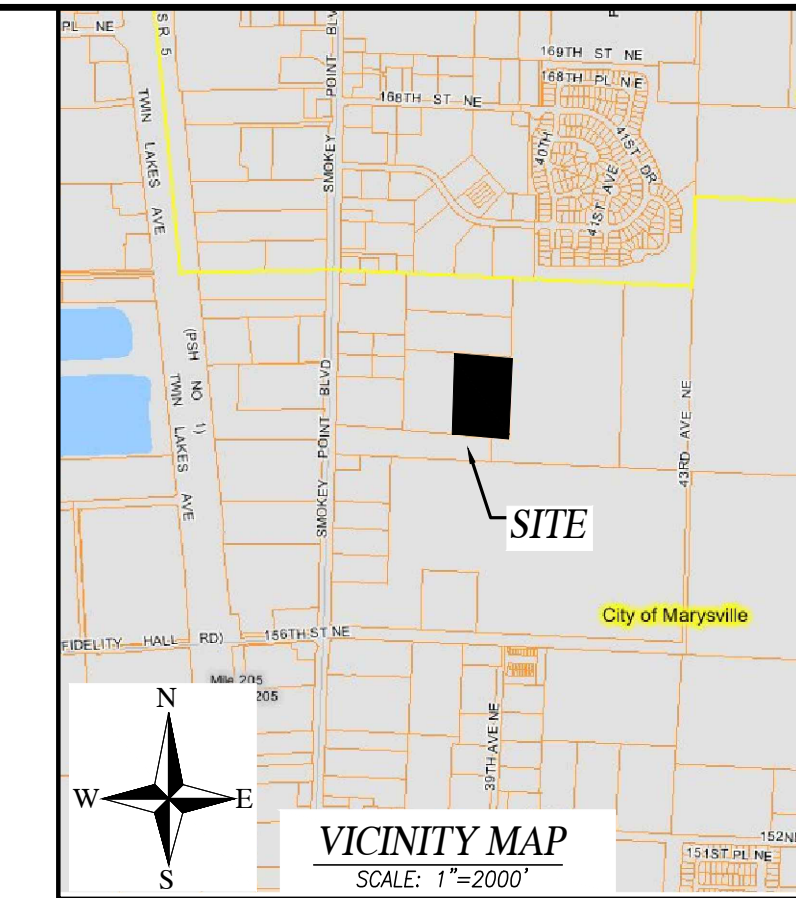 PL NE
S R 5
SMOKEY POINT BLV
169TH ST NE
168TH PL NE
168TH ST NE
TWIN LAKES AVE
40TH
41ST DR
41ST AVE
(PSH NO 1)
TWIN LAKES AVE
SMOKEY POINT BLVD
43RD AVE NE
SITE
City of Marysville
FIDELITY HALL RD)
156TH ST NE
Mile 205
205
39TH AVE NE
N
W
E
S
VICINITY MAP
SCALE: 1"=2000'
152N
151ST PL NE